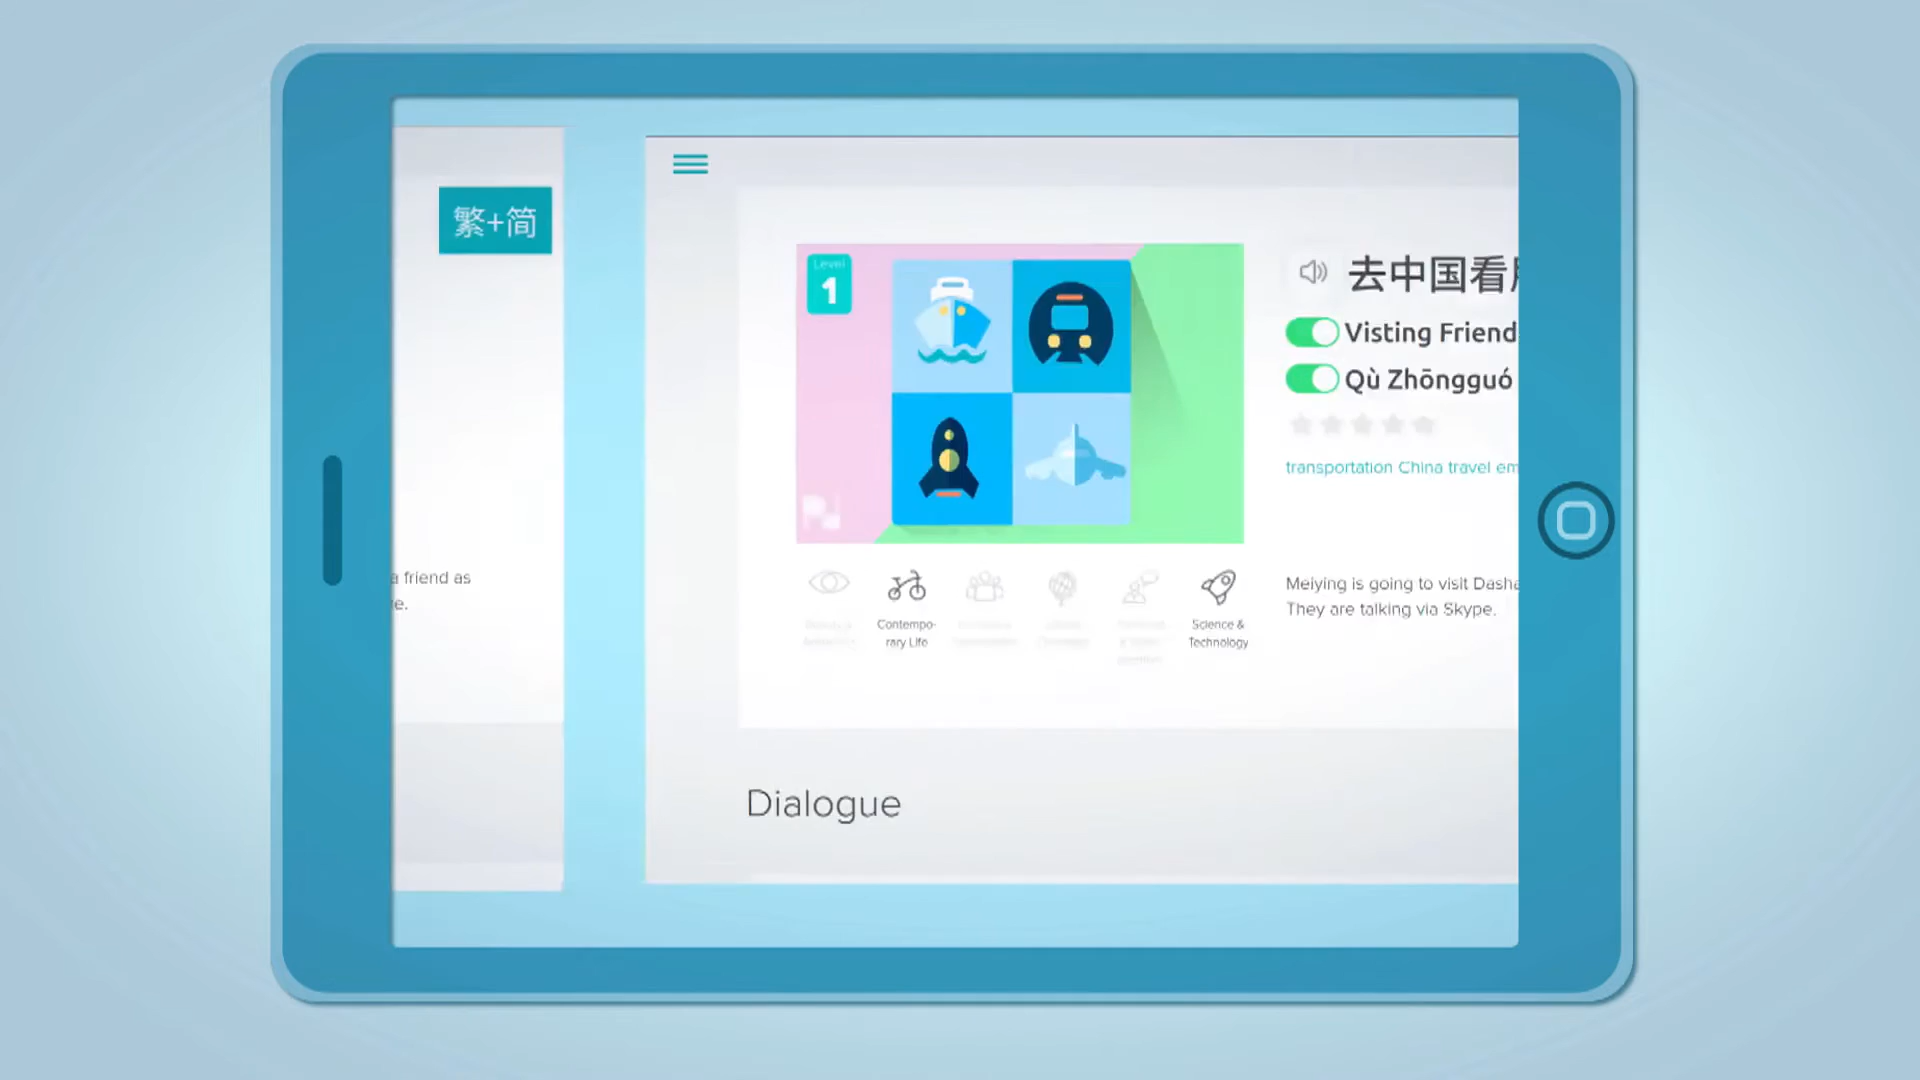 繁+简
a friend as
e.
Level
1
去中国看
Visting Friend
Qù Zhōngguó
transportation China travel em
Contempo-
rary Life
Science &
Technology
Meiying is going to visit Dasha
They are talking via Skype.
Dialogue